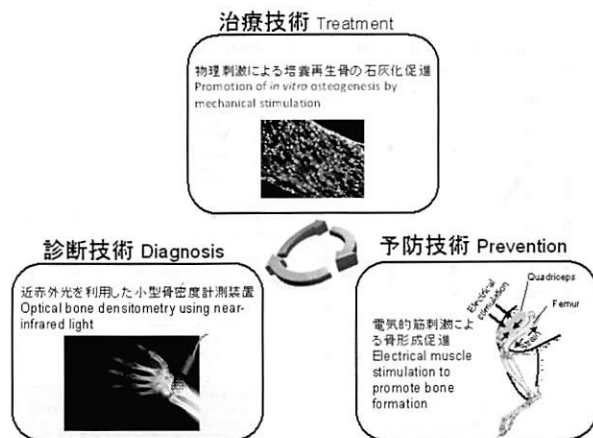 治療技術 Treatment
物理刺激による培養再生骨の石灰化促進
Promotion of in vitro osteogenesis by
mechanical stimulation
診断技術 Diagnosis
近赤外光を利用した小型骨密度計測装置
Optical bone densitometry using near-
infrared light
予防技術 Prevention
電気的筋刺激によ
る骨形成促進
Electrical muscle
stimulation to
promote bone
formation
Electrical
stimulation
Quadriceps
Femur
Strain